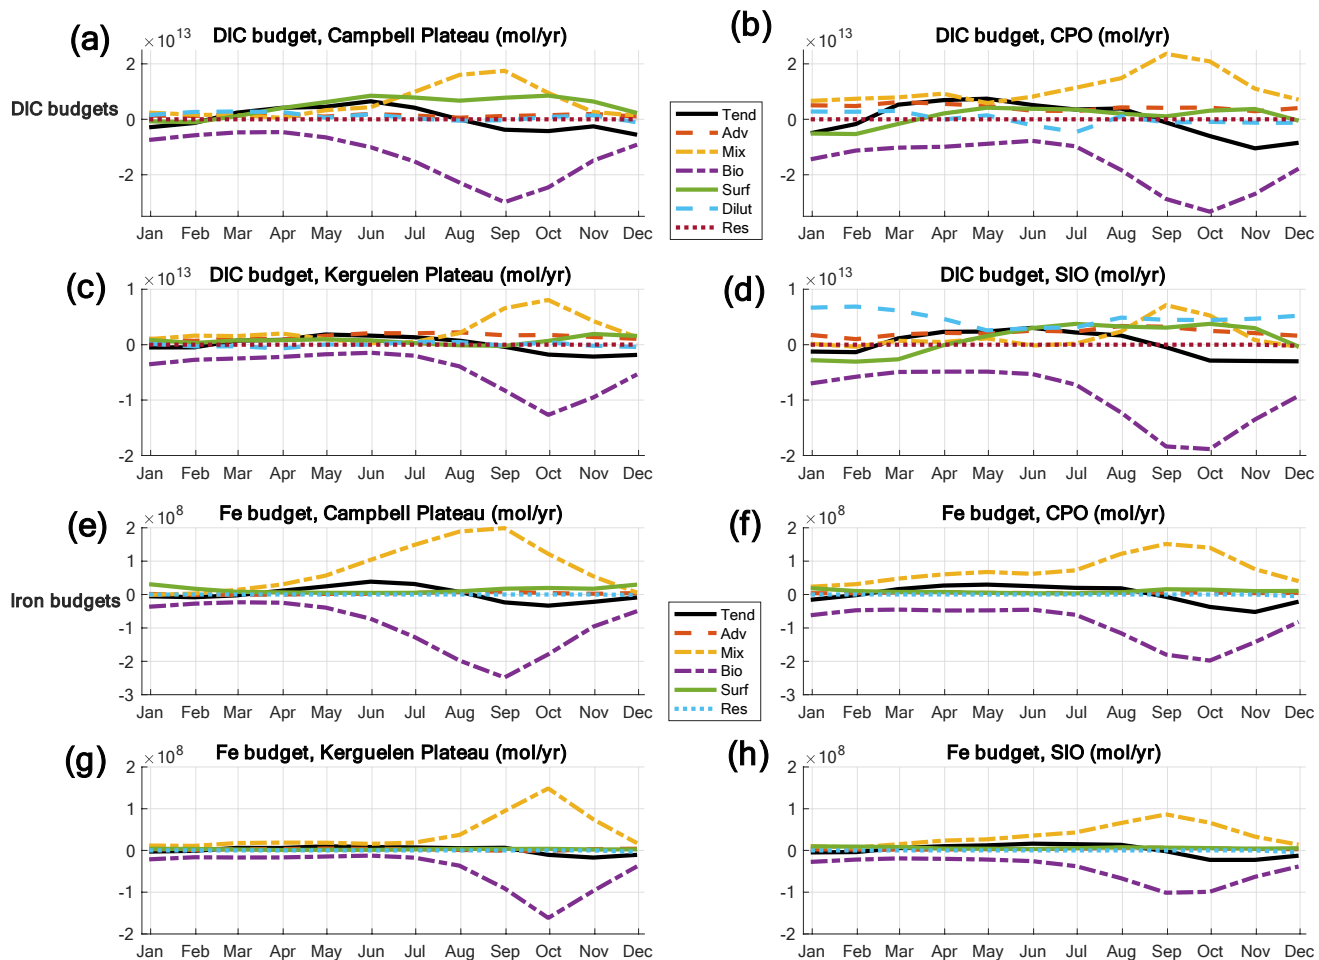 (a)
DIC budget, Campbell Plateau (mol/yr)
×10^13
2
0
-2
Jan Feb Mar Apr May Jun Jul Aug Sep Oct Nov Dec
DIC budgets
(b)
DIC budget, CPO (mol/yr)
×10^13
2
0
-2
Jan Feb Mar Apr May Jun Jul Aug Sep Oct Nov Dec
Tend
Adv
Mix
Bio
Surf
Dilut
Res
(c)
DIC budget, Kerguelen Plateau (mol/yr)
×10^13
1
0
-1
-2
Jan Feb Mar Apr May Jun Jul Aug Sep Oct Nov Dec
(d)
DIC budget, SIO (mol/yr)
×10^13
1
0
-1
-2
Jan Feb Mar Apr May Jun Jul Aug Sep Oct Nov Dec
(e)
Fe budget, Campbell Plateau (mol/yr)
×10^8
2
1
0
-1
-2
-3
Jan Feb Mar Apr May Jun Jul Aug Sep Oct Nov Dec
Iron budgets
(f)
Fe budget, CPO (mol/yr)
×10^8
2
1
0
-1
-2
-3
Jan Feb Mar Apr May Jun Jul Aug Sep Oct Nov Dec
Tend
Adv
Mix
Bio
Surf
Res
(g)
Fe budget, Kerguelen Plateau (mol/yr)
×10^8
2
1
0
-1
-2
Jan Feb Mar Apr May Jun Jul Aug Sep Oct Nov Dec
(h)
Fe budget, SIO (mol/yr)
×10^8
2
1
0
-1
-2
Jan Feb Mar Apr May Jun Jul Aug Sep Oct Nov Dec